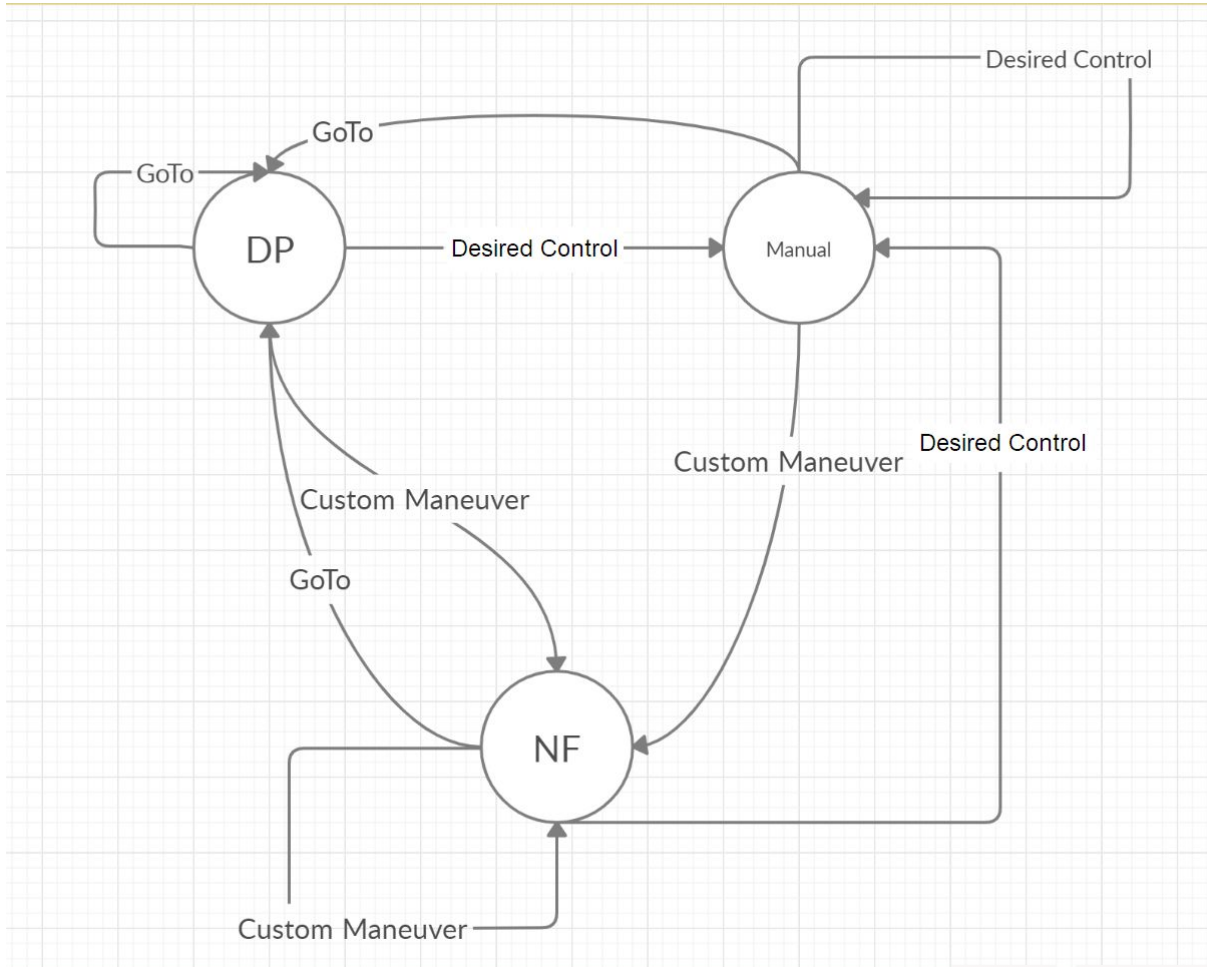 Desired Control
GoTo
GoTo
DP
Desired Control
Manual
Desired Control
Custom Maneuver
Custom Maneuver
GoTo
NF
Custom Maneuver